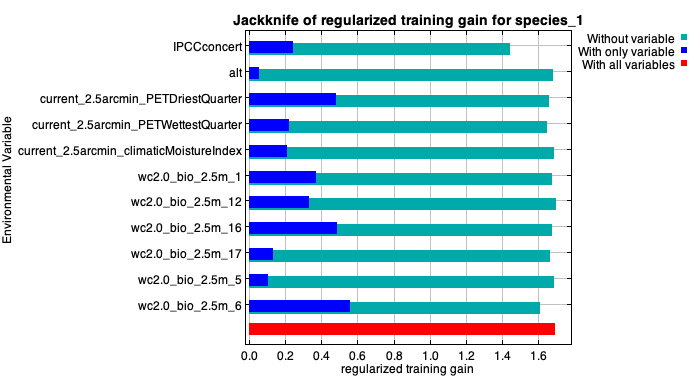 Jackknife of regularized training gain for species_1
Without variable
With only variable
With all variables
Environmental Variable
IPCCconcert
alt
current_2.5arcmin_PETDriestQuarter
current_2.5arcmin_PETWettestQuarter
current_2.5arcmin_climaticMoistureIndex
wc2.0_bio_2.5m_1
wc2.0_bio_2.5m_12
wc2.0_bio_2.5m_16
wc2.0_bio_2.5m_17
wc2.0_bio_2.5m_5
wc2.0_bio_2.5m_6
0.0 0.2 0.4 0.6 0.8 1.0 1.2 1.4 1.6
regularized training gain